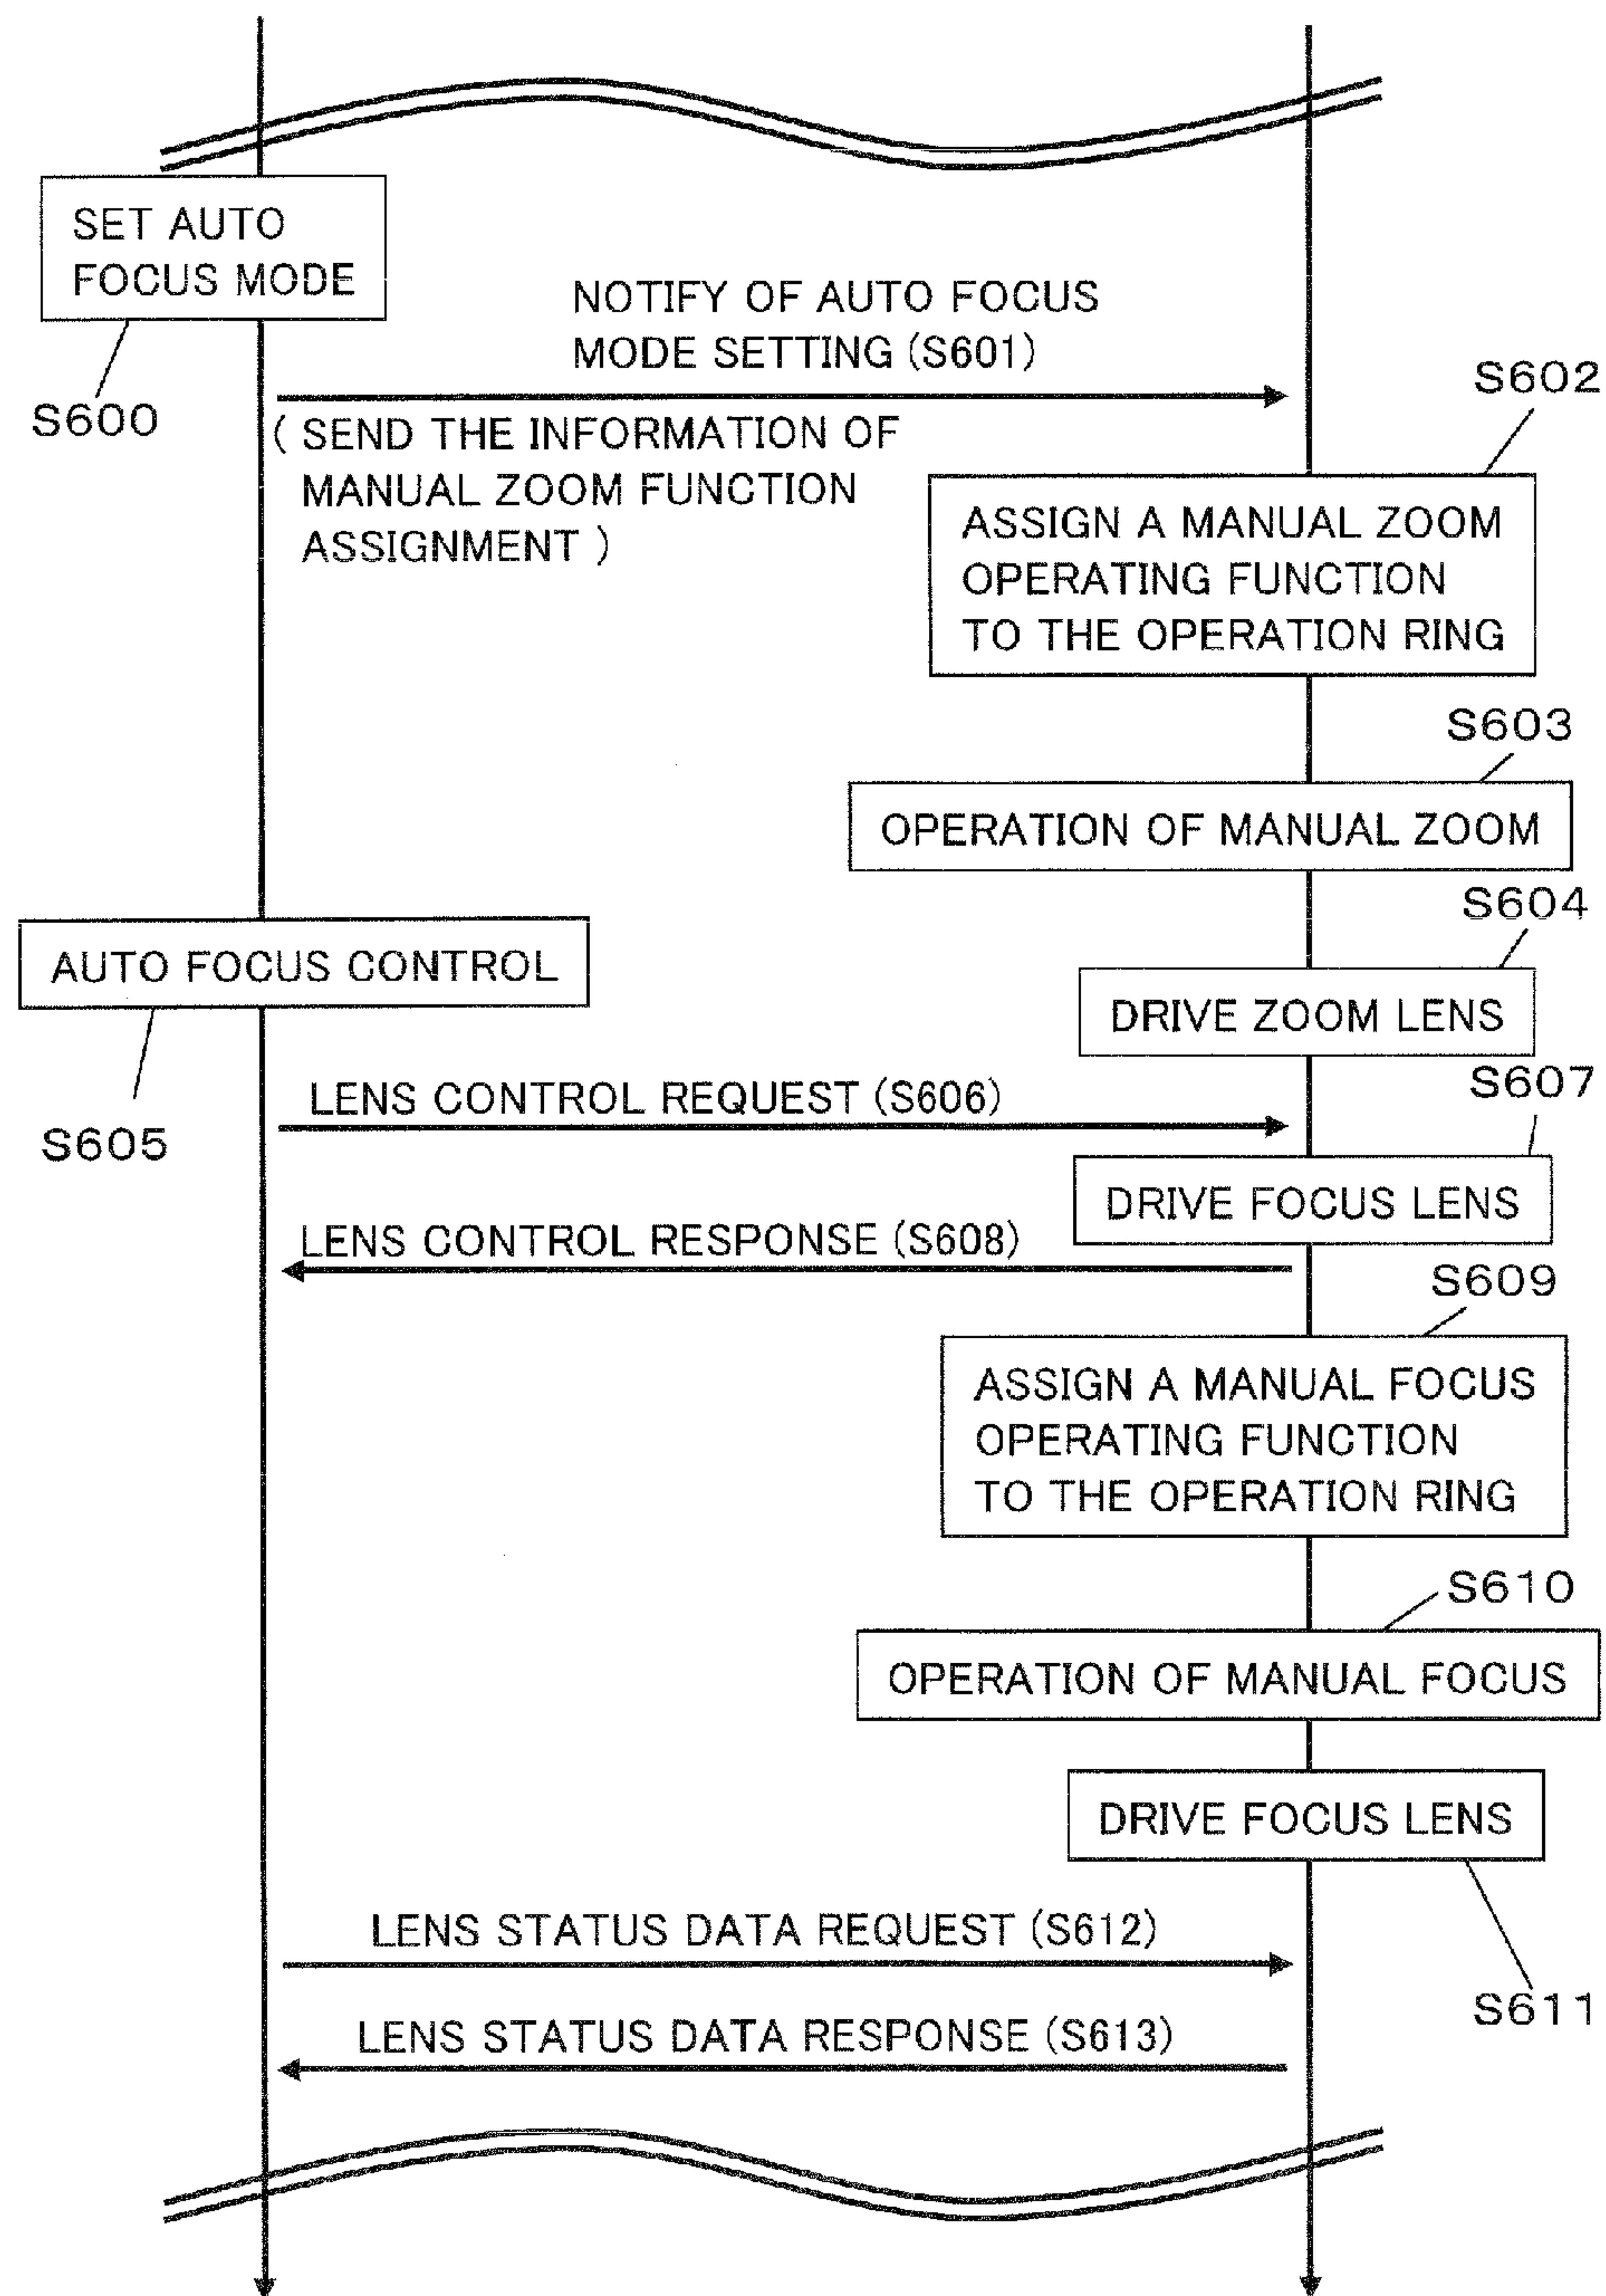 SET AUTO
FOCUS MODE
S600
NOTIFY OF AUTO FOCUS
MODE SETTING (S601)
( SEND THE INFORMATION OF
MANUAL ZOOM FUNCTION
ASSIGNMENT )
S602
ASSIGN A MANUAL ZOOM
OPERATING FUNCTION
TO THE OPERATION RING
S603
OPERATION OF MANUAL ZOOM
S604
DRIVE ZOOM LENS
AUTO FOCUS CONTROL
S605
LENS CONTROL REQUEST (S606)
S607
DRIVE FOCUS LENS
LENS CONTROL RESPONSE (S608)
S609
ASSIGN A MANUAL FOCUS
OPERATING FUNCTION
TO THE OPERATION RING
S610
OPERATION OF MANUAL FOCUS
DRIVE FOCUS LENS
S611
LENS STATUS DATA REQUEST (S612)
LENS STATUS DATA RESPONSE (S613)